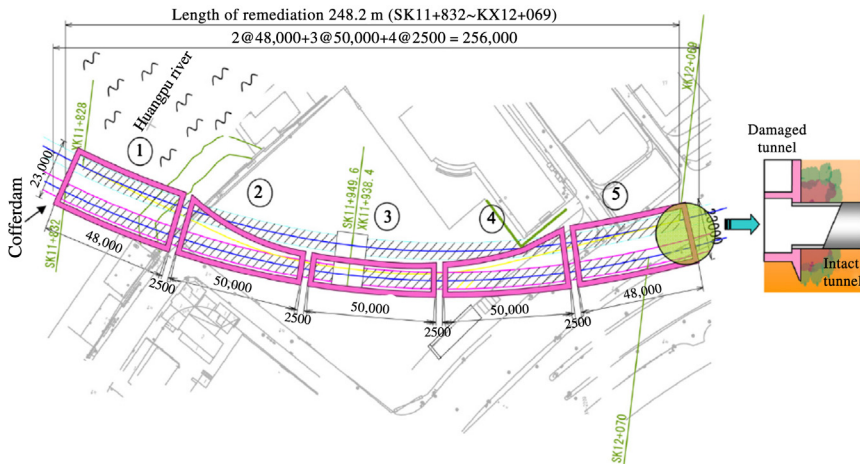 Length of remediation 248.2 m (SK11+832~KX12+069)
2@48,000+3@50,000+4@2500 = 256,000
Huangpu river
XK11+828
XK12+069
Damaged
tunnel
1
2
3
4
5
SK11+949.6
XK11+938.4
23,000
Cofferdam
SK11+832
48,000
2500
50,000
2500
50,000
2500
50,000
2500
48,000
Intact
tunnel
SK12+070